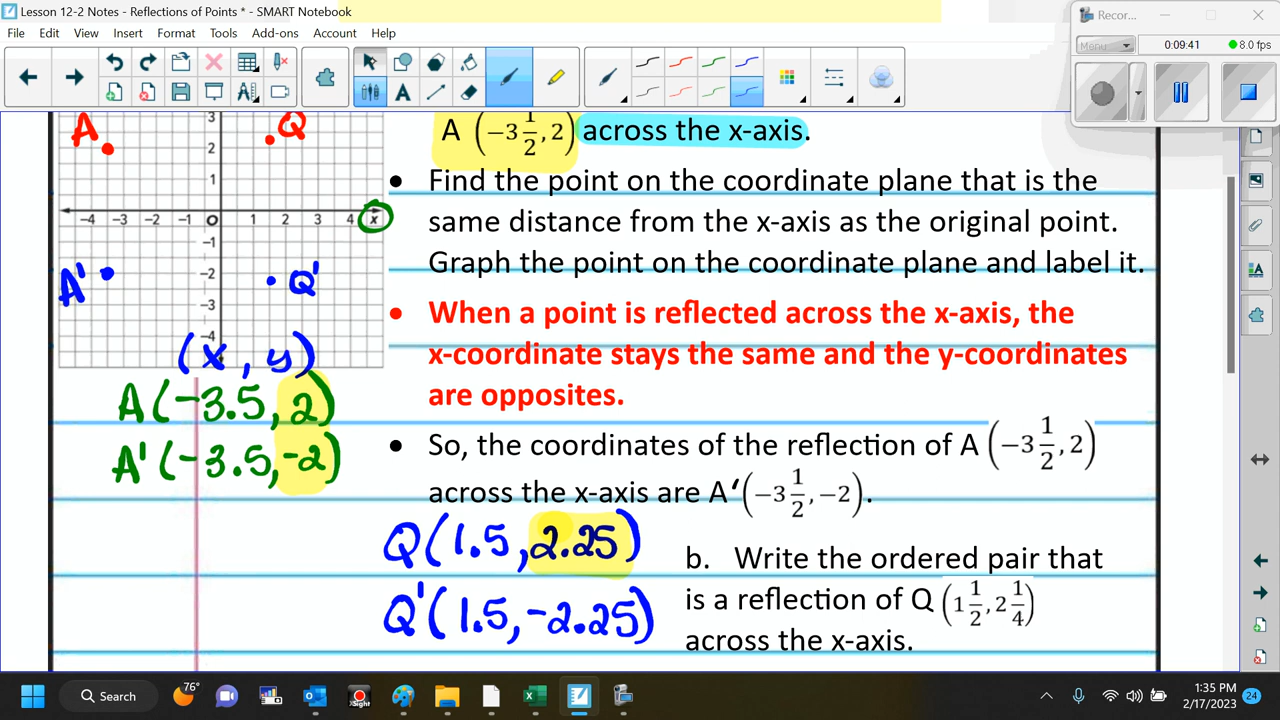 Lesson 12-2 Notes - Reflections of Points * - SMART Notebook
Recor...
File Edit View Insert Format Tools Add-ons Account Help
Menu
0:09:41
8.0 fps
A
Q
3
2
1
-4 -3 -2 -1 O 1 2 3 4 x
-1
-2
-3
-4
A'
Q'
(x, y)
A(-3.5, 2)
A'(-3.5, -2)
A (-3 1/2, 2) across the x-axis.
• Find the point on the coordinate plane that is the
same distance from the x-axis as the original point.
Graph the point on the coordinate plane and label it.
• When a point is reflected across the x-axis, the
x-coordinate stays the same and the y-coordinates
are opposites.
• So, the coordinates of the reflection of A (-3 1/2, 2)
across the x-axis are A′(-3 1/2, -2).
Q(1.5, 2.25)
Q'(1.5, -2.25)
b. Write the ordered pair that
is a reflection of Q (1 1/2, 2 1/4)
across the x-axis.
76°
Search
XSight
1:35 PM
2/17/2023
24